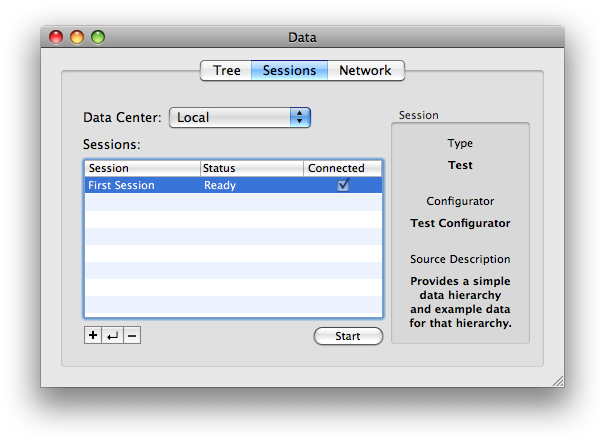 Data
Tree Sessions Network
Data Center: Local
Sessions:
Session Status Connected
First Session Ready
Start
Session
Type
Test
Configurator
Test Configurator
Source Description
Provides a simple
data hierarchy
and example data
for that hierarchy.